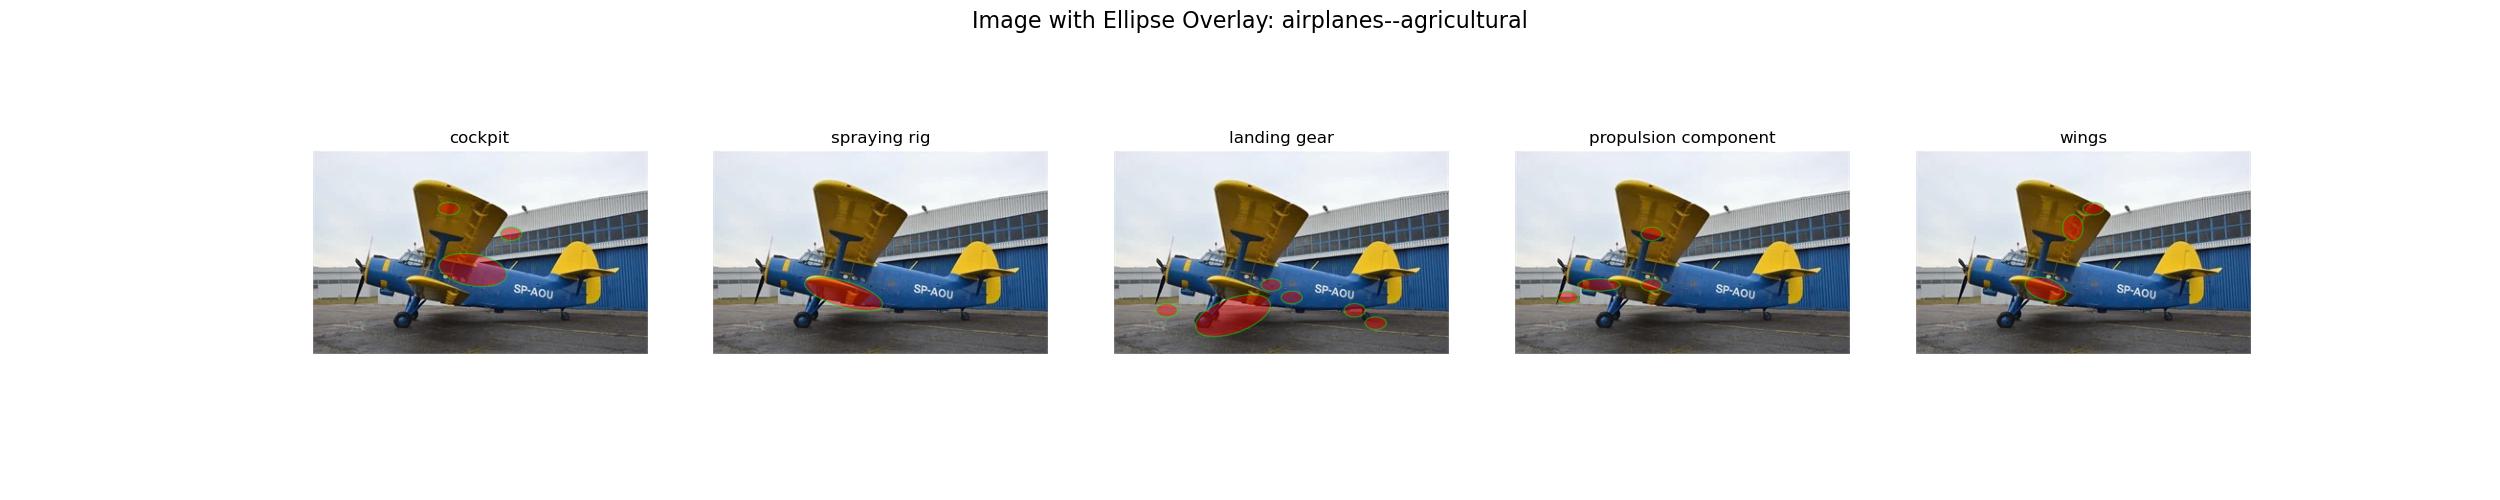 Image with Ellipse Overlay: airplanes--agricultural
cockpit
spraying rig
landing gear
propulsion component
wings
SP-AOU
SP-AOU
SP-AOU
SP-AOU
SP-AOU